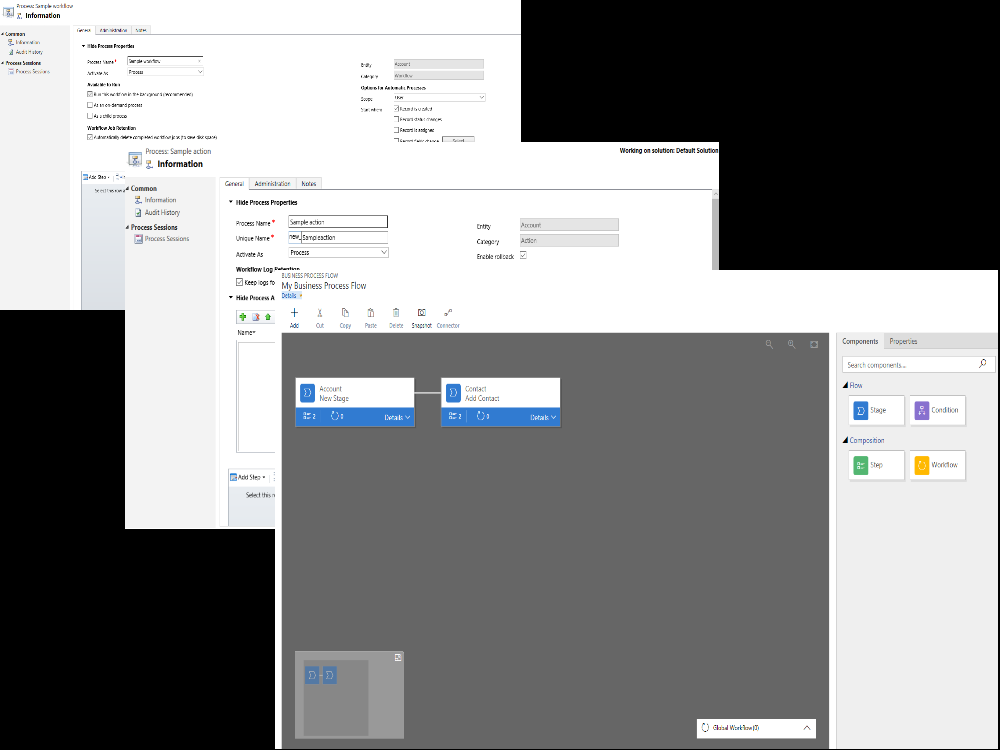 Process: Sample workflow
Information
Common
Information
Audit History
Process Sessions
Process Sessions
General Administration Notes
Hide Process Properties
Process Name * Sample workflow
Activate As Process
Available to Run
Run this workflow in the background (recommended)
As an on-demand process
As a child process
Workflow Job Retention
Automatically delete completed workflow jobs (to save disk space)
Entity Account
Category Workflow
Options for Automatic Processes
Scope User
Start when: Record is created
Record status changes
Record is assigned
Record fields change Select
Add Step
Select this row a
Process: Sample action
Information
Working on solution: Default Solution
Common
Information
Audit History
Process Sessions
Process Sessions
General Administration Notes
Hide Process Properties
Process Name * Sample action
Unique Name * new_ Sampleaction
Activate As Process
Entity Account
Category Action
Enable rollback
Workflow Log Retention
Keep logs fo
Hide Process A
Name
Add Step
Select this r
BUSINESS PROCESS FLOW
My Business Process Flow
Details
Add Cut Copy Paste Delete Snapshot Connector
Account
New Stage
2 0 Details
Contact
Add Contact
2 0 Details
Global Workflow(0)
Components Properties
Search components...
Flow
Stage Condition
Composition
Step Workflow